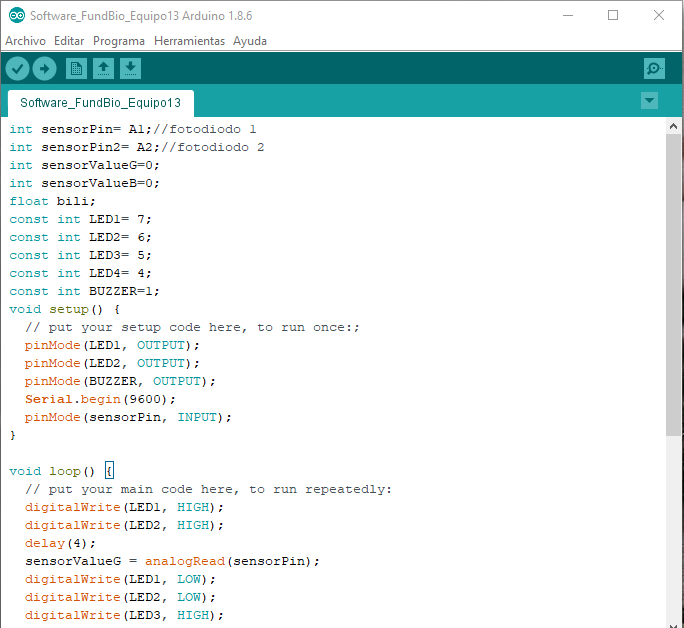 Software_FundBio_Equipo13 Arduino 1.8.6
Archivo Editar Programa Herramientas Ayuda
Software_FundBio_Equipo13
int sensorPin= A1;//fotodiodo 1
int sensorPin2= A2;//fotodiodo 2
int sensorValueG=0;
int sensorValueB=0;
float bili;
const int LED1= 7;
const int LED2= 6;
const int LED3= 5;
const int LED4= 4;
const int BUZZER=1;
void setup() {
  // put your setup code here, to run once:;
  pinMode(LED1, OUTPUT);
  pinMode(LED2, OUTPUT);
  pinMode(BUZZER, OUTPUT);
  Serial.begin(9600);
  pinMode(sensorPin, INPUT);
}
void loop() {
  // put your main code here, to run repeatedly:
  digitalWrite(LED1, HIGH);
  digitalWrite(LED2, HIGH);
  delay(4);
  sensorValueG = analogRead(sensorPin);
  digitalWrite(LED1, LOW);
  digitalWrite(LED2, LOW);
  digitalWrite(LED3, HIGH);